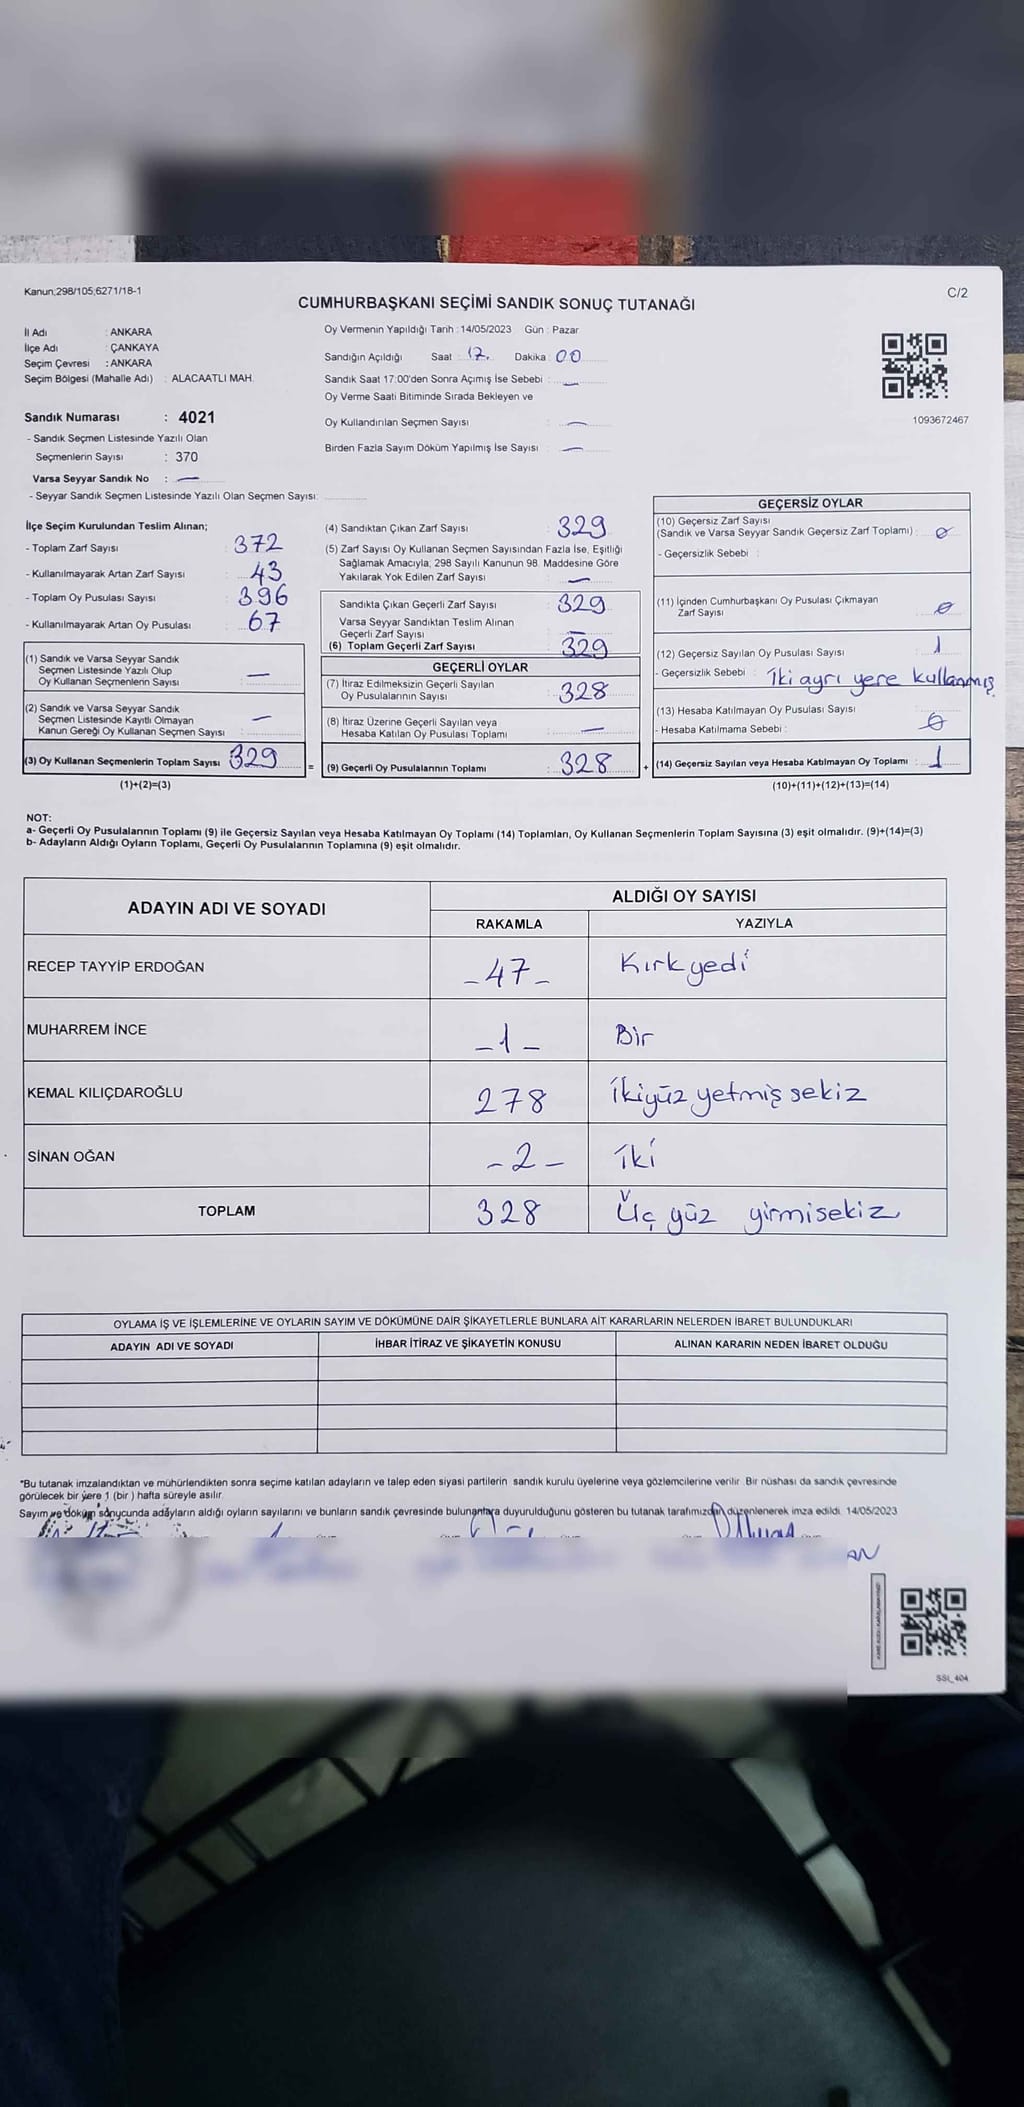 Kanun;298/105;6271/18-1
C/2
CUMHURBAŞKANI SEÇİMİ SANDIK SONUÇ TUTANAĞI
İl Adı : ANKARA
İlçe Adı : ÇANKAYA
Seçim Çevresi : ANKARA
Seçim Bölgesi (Mahalle Adı) : ALACAATLI MAH.
Sandık Numarası : 4021
- Sandık Seçmen Listesinde Yazılı Olan
Seçmenlerin Sayısı : 370
Varsa Seyyar Sandık No : —
- Seyyar Sandık Seçmen Listesinde Yazılı Olan Seçmen Sayısı:
Oy Vermenin Yapıldığı Tarih : 14/05/2023 Gün : Pazar
Sandığın Açıldığı Saat : 17. Dakika : 00
Sandık Saat 17:00'den Sonra Açımış İse Sebebi : —
Oy Verme Saati Bitiminde Sırada Bekleyen ve
Oy Kullandırılan Seçmen Sayısı : —
Birden Fazla Sayım Döküm Yapılmış İse Sayısı : —
1093672467
İlçe Seçim Kurulundan Teslim Alınan;
- Toplam Zarf Sayısı : 372
- Kullanılmayarak Artan Zarf Sayısı : 43
- Toplam Oy Pusulası Sayısı : 396
- Kullanılmayarak Artan Oy Pusulası : 67
(1) Sandık ve Varsa Seyyar Sandık
Seçmen Listesinde Yazılı Olup
Oy Kullanan Seçmenlerin Sayısı : —
(2) Sandık ve Varsa Seyyar Sandık
Seçmen Listesinde Kayıtlı Olmayan
Kanun Gereği Oy Kullanan Seçmen Sayısı : —
(3) Oy Kullanan Seçmenlerin Toplam Sayısı : 329
(1)+(2)=(3)
(4) Sandıktan Çıkan Zarf Sayısı : 329
(5) Zarf Sayısı Oy Kullanan Seçmen Sayısından Fazla İse, Eşitliği
Sağlamak Amacıyla, 298 Sayılı Kanunun 98. Maddesine Göre
Yakılarak Yok Edilen Zarf Sayısı : —
Sandıkta Çıkan Geçerli Zarf Sayısı : 329
Varsa Seyyar Sandıktan Teslim Alınan
Geçerli Zarf Sayısı : —
(6) Toplam Geçerli Zarf Sayısı : 329
GEÇERLİ OYLAR
(7) İtiraz Edilmeksizin Geçerli Sayılan
Oy Pusulalarının Sayısı : 328
(8) İtiraz Üzerine Geçerli Sayılan veya
Hesaba Katılan Oy Pusulası Toplamı : —
= (9) Geçerli Oy Pusulalarının Toplamı : 328 +
GEÇERSİZ OYLAR
(10) Geçersiz Zarf Sayısı
(Sandık ve Varsa Seyyar Sandık Geçersiz Zarf Toplamı) : 0
- Geçersizlik Sebebi :
(11) İçinden Cumhurbaşkanı Oy Pusulası Çıkmayan
Zarf Sayısı : 0
(12) Geçersiz Sayılan Oy Pusulası Sayısı : 1
- Geçersizlik Sebebi : İki ayrı yere kullanmış
(13) Hesaba Katılmayan Oy Pusulası Sayısı : 0
- Hesaba Katılmama Sebebi :
(14) Geçersiz Sayılan veya Hesaba Katılmayan Oy Toplamı : 1
(10)+(11)+(12)+(13)=(14)
NOT:
a- Geçerli Oy Pusulalarının Toplamı (9) ile Geçersiz Sayılan veya Hesaba Katılmayan Oy Toplamı (14) Toplamları, Oy Kullanan Seçmenlerin Toplam Sayısına (3) eşit olmalıdır. (9)+(14)=(3)
b- Adayların Aldığı Oyların Toplamı, Geçerli Oy Pusulalarının Toplamına (9) eşit olmalıdır.
ADAYIN ADI VE SOYADI
ALDIĞI OY SAYISI
RAKAMLA YAZIYLA
RECEP TAYYİP ERDOĞAN -47- Kırkyedi
MUHARREM İNCE -1- Bir
KEMAL KILIÇDAROĞLU 278 İkiyüz yetmiş sekiz
SİNAN OĞAN -2- İki
TOPLAM 328 Üç yüz yirmisekiz
OYLAMA İŞ VE İŞLEMLERİNE VE OYLARIN SAYIM VE DÖKÜMÜNE DAİR ŞİKAYETLERLE BUNLARA AİT KARARLARIN NELERDEN İBARET BULUNDUKLARI
ADAYIN ADI VE SOYADI İHBAR İTİRAZ VE ŞİKAYETİN KONUSU ALINAN KARARIN NEDEN İBARET OLDUĞU
*Bu tutanak imzalandıktan ve mühürlendikten sonra seçime katılan adayların ve talep eden siyasi partilerin sandık kurulu üyelerine veya gözlemcilerine verilir. Bir nüshası da sandık çevresinde
görülecek bir yere 1 (bir) hafta süreyle asılır.
Sayım ve döküm sonucunda adayların aldığı oyların sayılarını ve bunların sandık çevresinde bulunanlara duyurulduğunu gösteren bu tutanak tarafımızdan düzenlenerek imza edildi. 14/05/2023
SSI_404